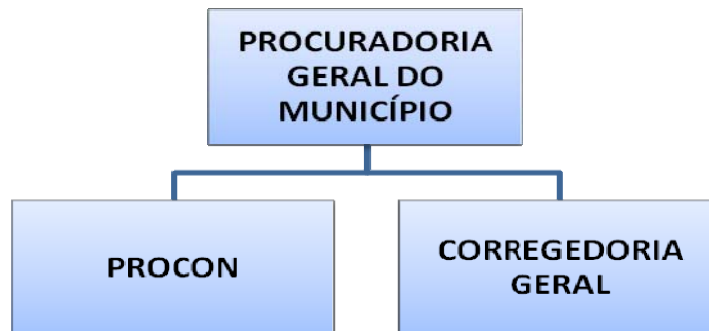 PROCURADORIA
GERAL DO
MUNICÍPIO
PROCON
CORREGEDORIA
GERAL